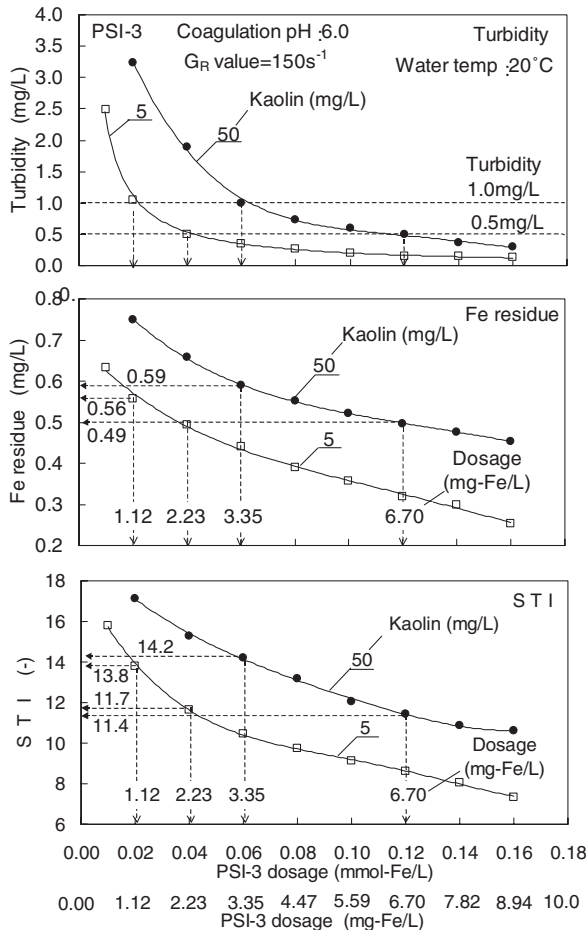 PSI-3
Coagulation pH :6.0
Turbidity
G_R value=150s⁻¹
Water temp :20˚C
Kaolin (mg/L)
5
50
Turbidity
1.0mg/L
0.5mg/L
Turbidity (mg/L)
4.0
3.5
3.0
2.5
2.0
1.5
1.0
0.5
0.0
0.
Fe residue
Kaolin (mg/L)
0.59
50
0.56
0.49
5
Dosage
(mg-Fe/L)
1.12 2.23 3.35 6.70
Fe residue (mg/L)
0.8
0.7
0.6
0.5
0.4
0.3
0.2
S T I
Kaolin (mg/L)
14.2
50
13.8
11.7
11.4
5
Dosage
(mg-Fe/L)
1.12 2.23 3.35 6.70
S T I (-)
18
16
14
12
10
8
6
0.00 0.02 0.04 0.06 0.08 0.10 0.12 0.14 0.16 0.18
PSI-3 dosage (mmol-Fe/L)
0.00 1.12 2.23 3.35 4.47 5.59 6.70 7.82 8.94 10.0
PSI-3 dosage (mg-Fe/L)